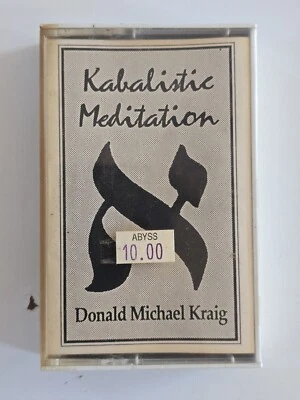 Kabalistic
Meditation
א
ABYSS
10.00
Donald Michael Kraig